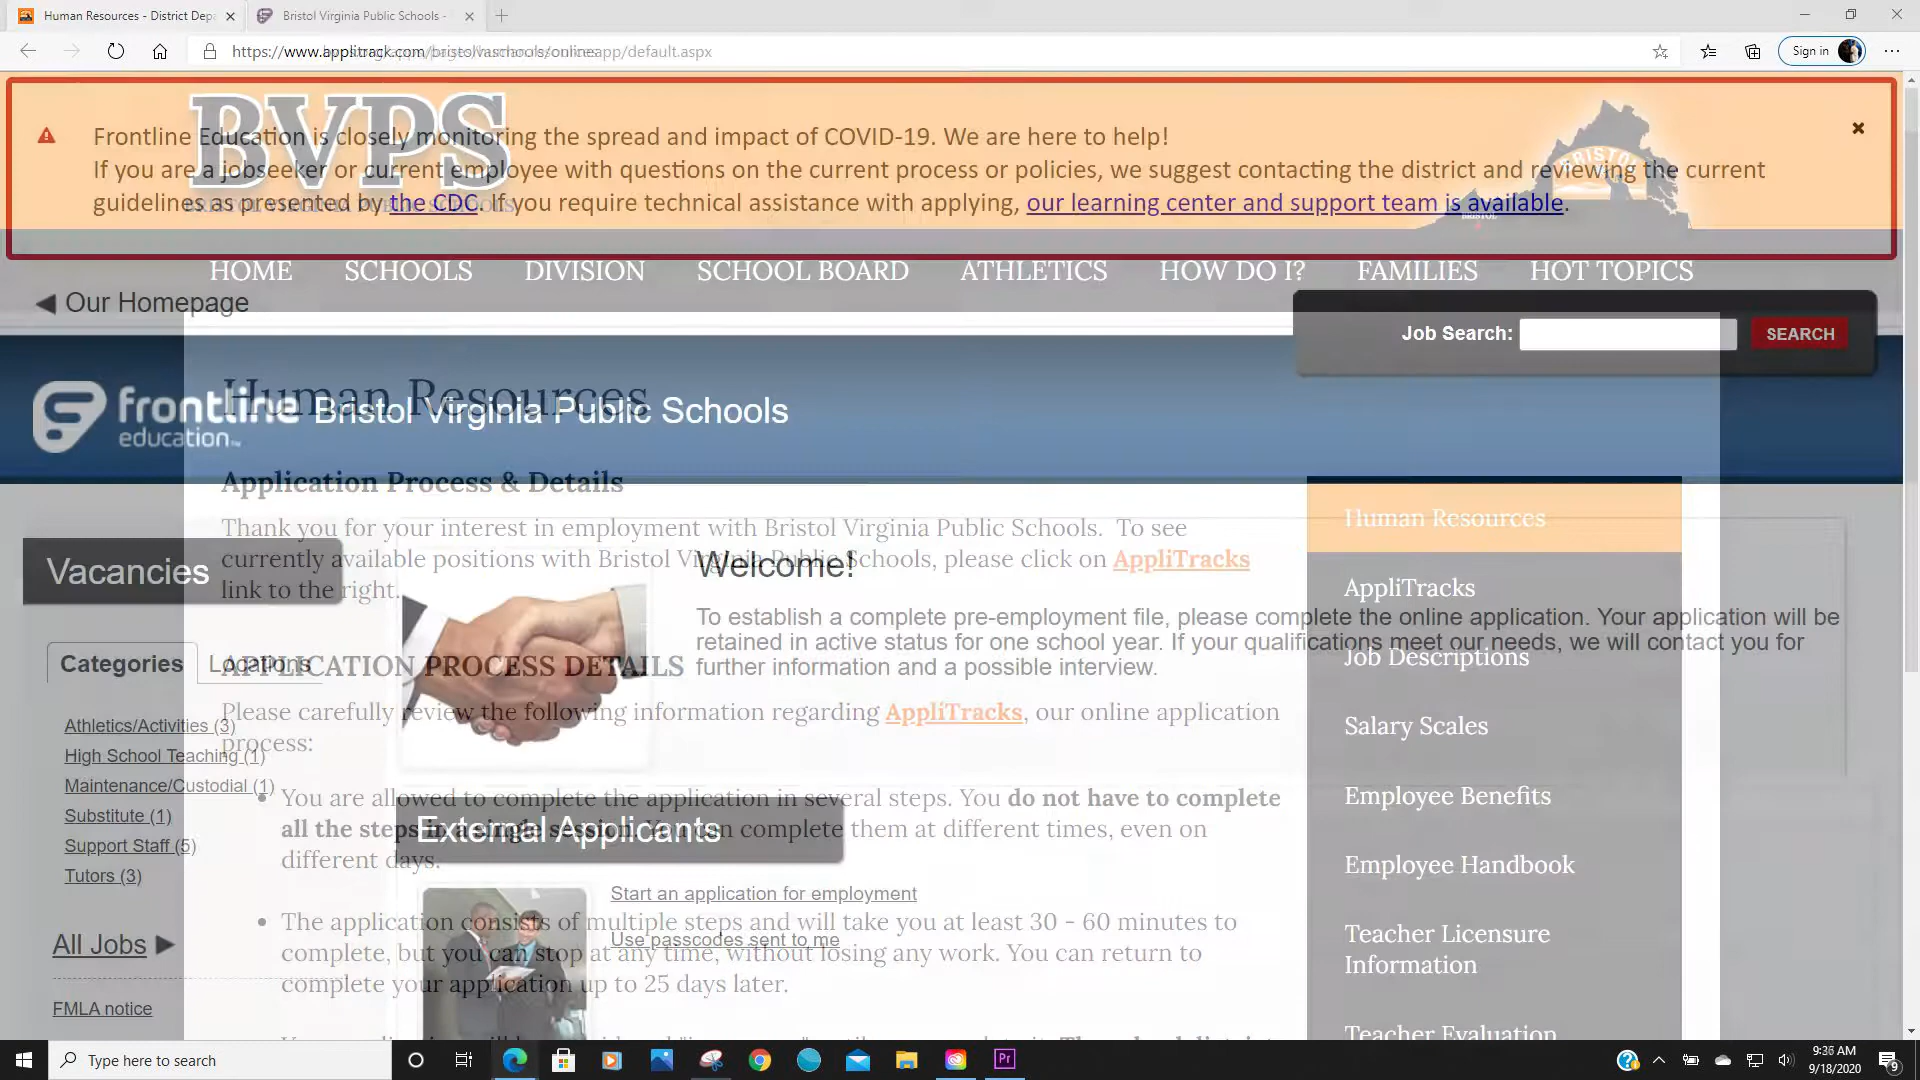 Human Resources - District Depa
Bristol Virginia Public Schools -
Sign in
BVPS
Frontline Education is closely monitoring the spread and impact of COVID-19. We are here to help!
If you are a jobseeker or current employee with questions on the current process or policies, we suggest contacting the district and reviewing the current
guidelines as presented by the CDC. If you require technical assistance with applying, our learning center and support team is available.
BRISTOL VIRGINIA PUBLIC SCHOOLS
BRISTOL
BRISTOL
HOME SCHOOLS DIVISION SCHOOL BOARD ATHLETICS HOW DO I? FAMILIES HOT TOPICS
Our Homepage
Job Search: SEARCH
Human Resources
frontline education™ Bristol Virginia Public Schools
Application Process & Details
Thank you for your interest in employment with Bristol Virginia Public Schools. To see
currently available positions with Bristol Virginia Public Schools, please click on AppliTracks
link to the right.
Vacancies
Welcome!
To establish a complete pre-employment file, please complete the online application. Your application will be
retained in active status for one school year. If your qualifications meet our needs, we will contact you for
further information and a possible interview.
Categories Locations
APPLICATION PROCESS DETAILS
Please carefully review the following information regarding AppliTracks, our online application
process:
Athletics/Activities (3)
High School Teaching (1)
Maintenance/Custodial (1)
Substitute (1)
Support Staff (5)
Tutors (3)
All Jobs
FMLA notice
You are allowed to complete the application in several steps. You do not have to complete
all the steps in a single session. You can complete them at different times, even on
different days.
External Applicants
Start an application for employment
Use passcodes sent to me
The application consists of multiple steps and will take you at least 30 - 60 minutes to
complete, but you can stop at any time, without losing any work. You can return to
complete your application up to 25 days later.
Human Resources
AppliTracks
Job Descriptions
Salary Scales
Employee Benefits
Employee Handbook
Teacher Licensure
Information
Teacher Evaluation
Type here to search
Pr
9:36 AM
9/18/2020
9